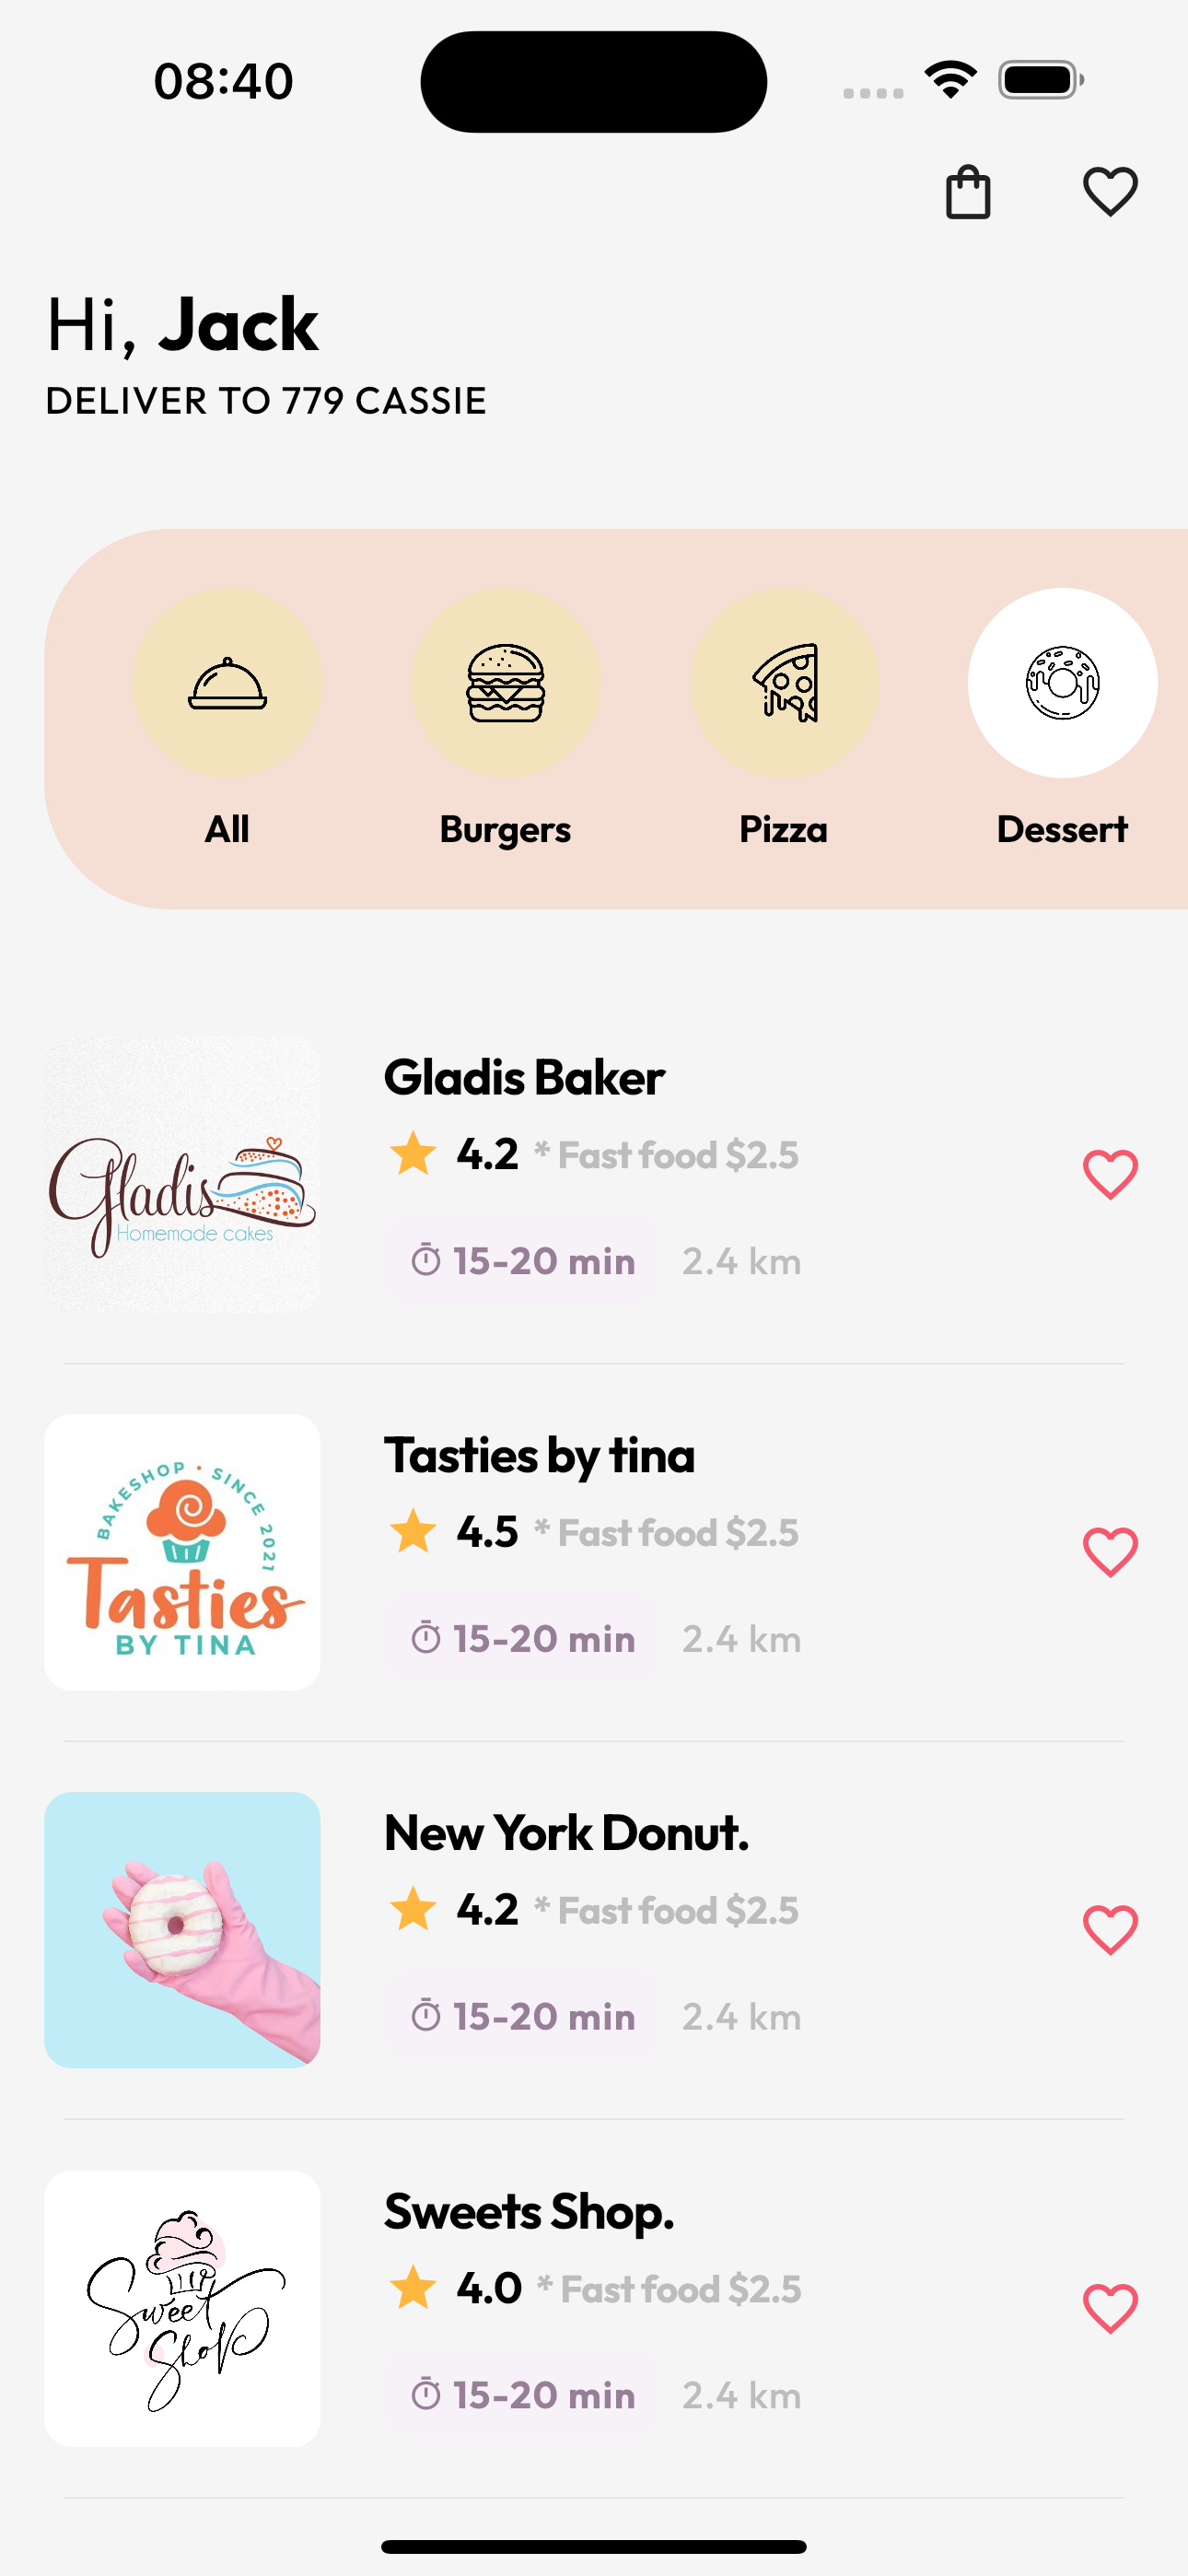 08:40
Hi, Jack
DELIVER TO 779 CASSIE
All
Burgers
Pizza
Dessert
Gladis
Homemade cakes
Gladis Baker
4.2 * Fast food $2.5
15-20 min 2.4 km
BAKESHOP • SINCE 2021
Tasties
BY TINA
Tasties by tina
4.5 * Fast food $2.5
15-20 min 2.4 km
New York Donut.
4.2 * Fast food $2.5
15-20 min 2.4 km
Sweet
Shop
Sweets Shop.
4.0 * Fast food $2.5
15-20 min 2.4 km